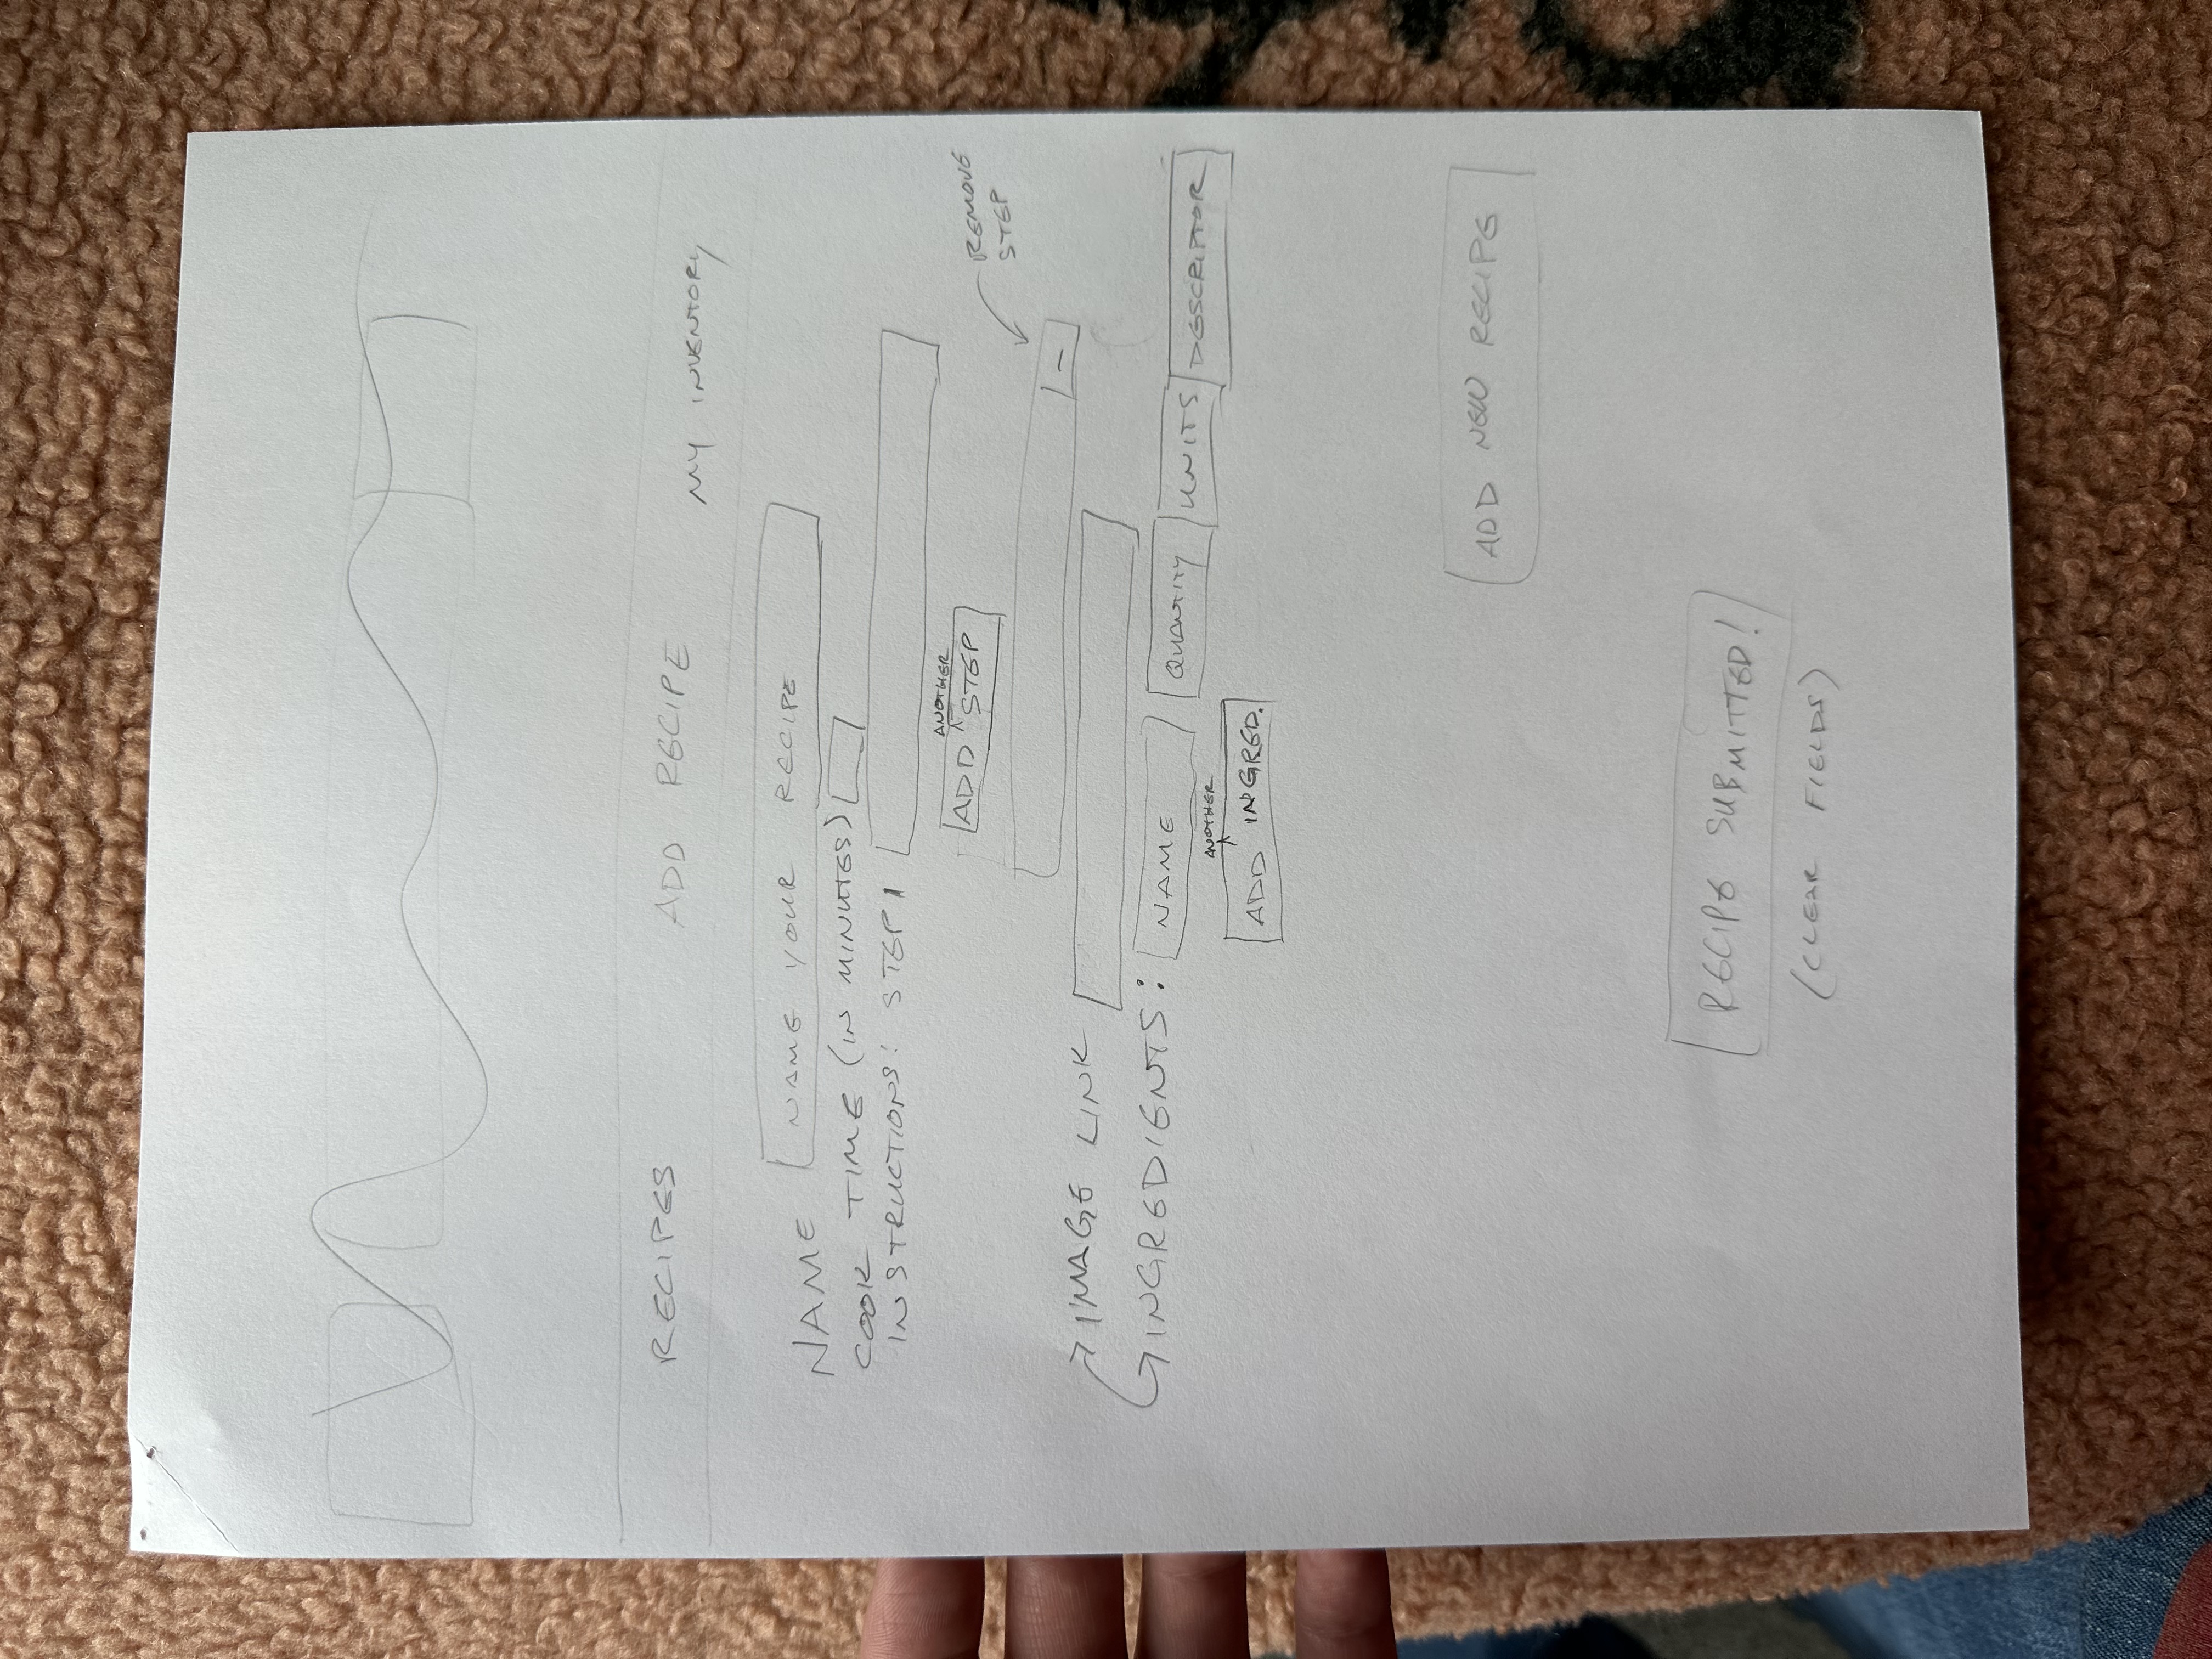 RECIPES ADD RECIPE MY INVENTORY
NAME NAME YOUR RECIPE
COOK TIME (IN MINUTES)
INSTRUCTIONS: STEP 1
ANOTHER
ADD ^ STEP
REMOVE
STEP
-
IMAGE LINK
INGREDIENTS: NAME QUANTITY UNITS DESCRIPTOR
ANOTHER
ADD ^ INGRED.
ADD NEW RECIPE
RECIPE SUBMITTED!
(CLEAR FIELDS)